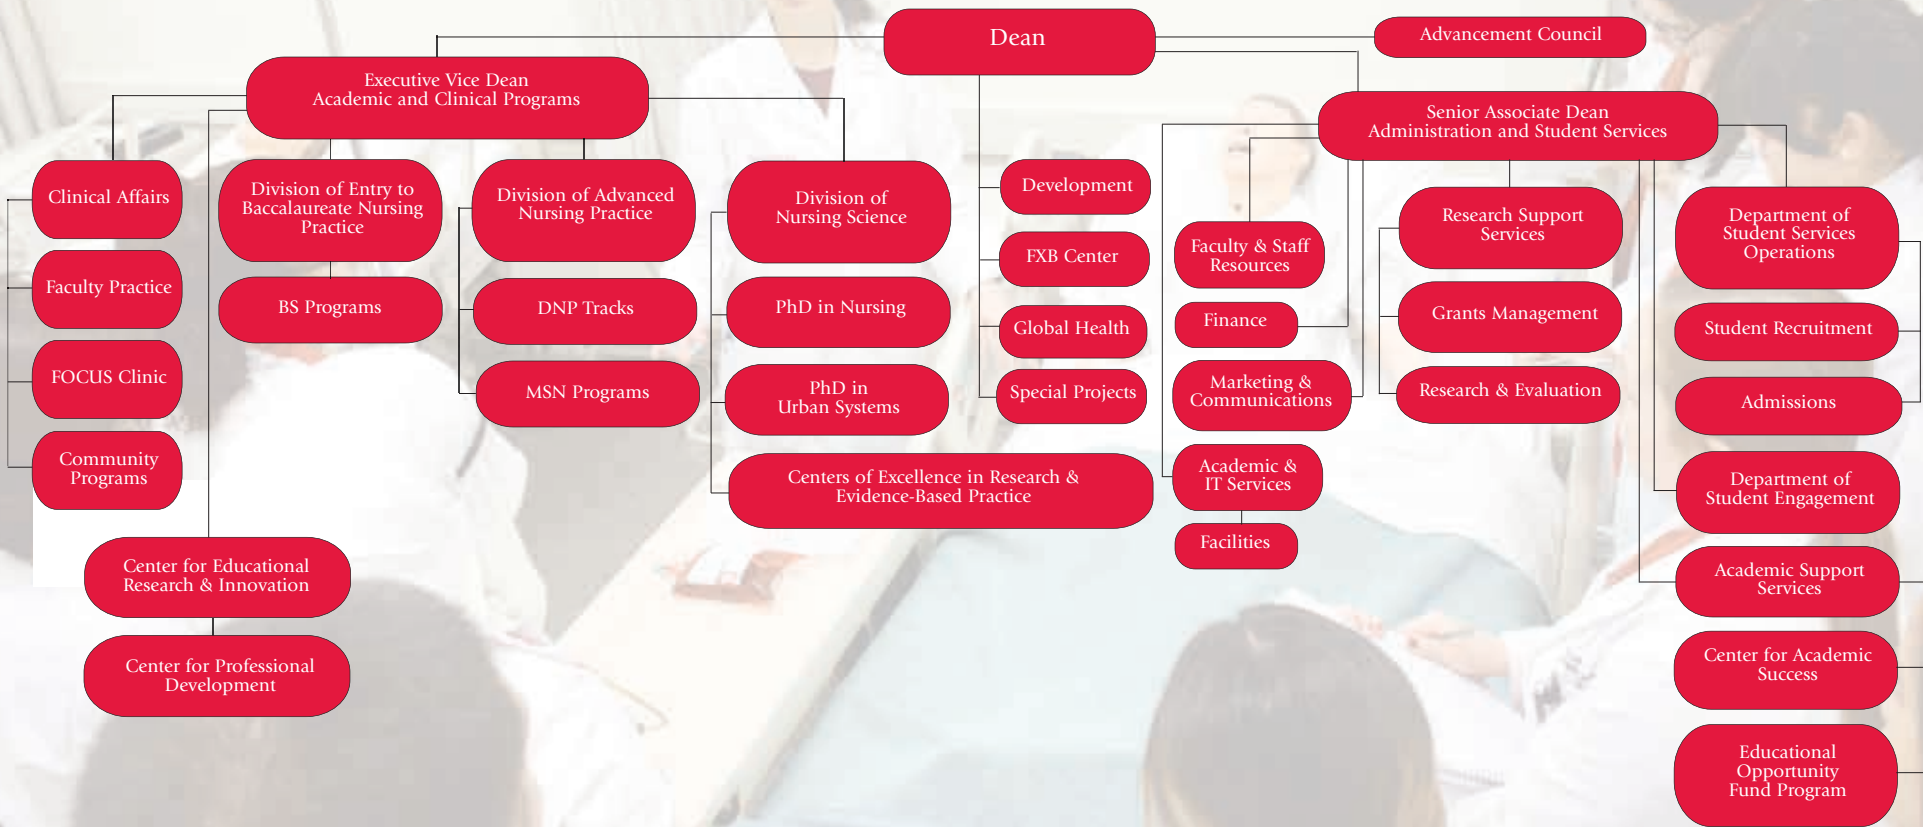 Dean
Advancement Council
Executive Vice Dean
Academic and Clinical Programs
Senior Associate Dean
Administration and Student Services
Clinical Affairs
Faculty Practice
FOCUS Clinic
Community
Programs
Center for Educational
Research & Innovation
Center for Professional
Development
Division of Entry to
Baccalaureate Nursing
Practice
BS Programs
Division of Advanced
Nursing Practice
DNP Tracks
MSN Programs
Division of
Nursing Science
PhD in Nursing
PhD in
Urban Systems
Centers of Excellence in Research &
Evidence-Based Practice
Development
FXB Center
Global Health
Special Projects
Faculty & Staff
Resources
Finance
Marketing &
Communications
Academic &
IT Services
Facilities
Research Support
Services
Grants Management
Research & Evaluation
Department of
Student Services
Operations
Student Recruitment
Admissions
Department of
Student Engagement
Academic Support
Services
Center for Academic
Success
Educational
Opportunity
Fund Program